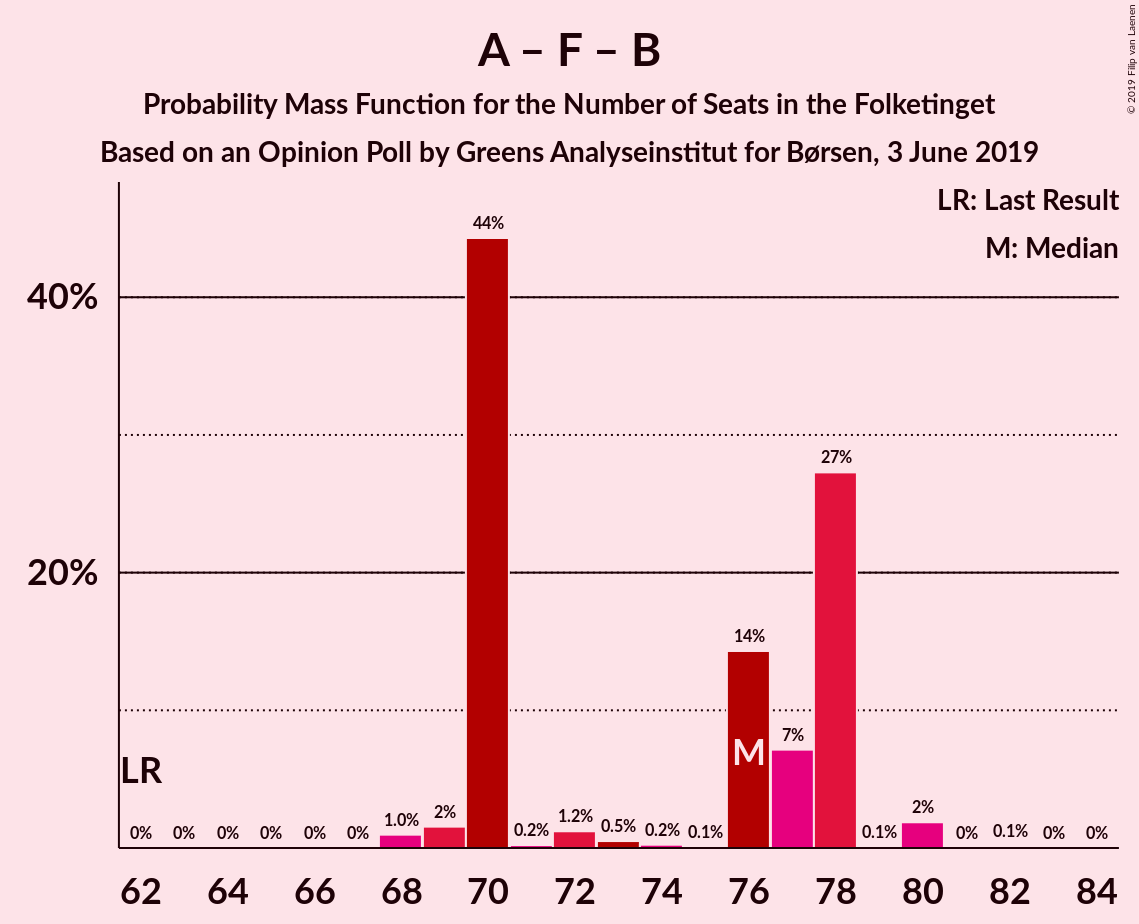 A – F – B
Probability Mass Function for the Number of Seats in the Folketinget
Based on an Opinion Poll by Greens Analyseinstitut for Børsen, 3 June 2019
© 2019 Filip van Laenen
LR: Last Result
M: Median
44%
40%
27%
20%
14%
7%
M
LR
0% 0% 0% 0% 0% 0% 1.0% 2% 0.2% 1.2% 0.5% 0.2% 0.1% 0.1% 2% 0% 0.1% 0% 0%
62 64 66 68 70 72 74 76 78 80 82 84